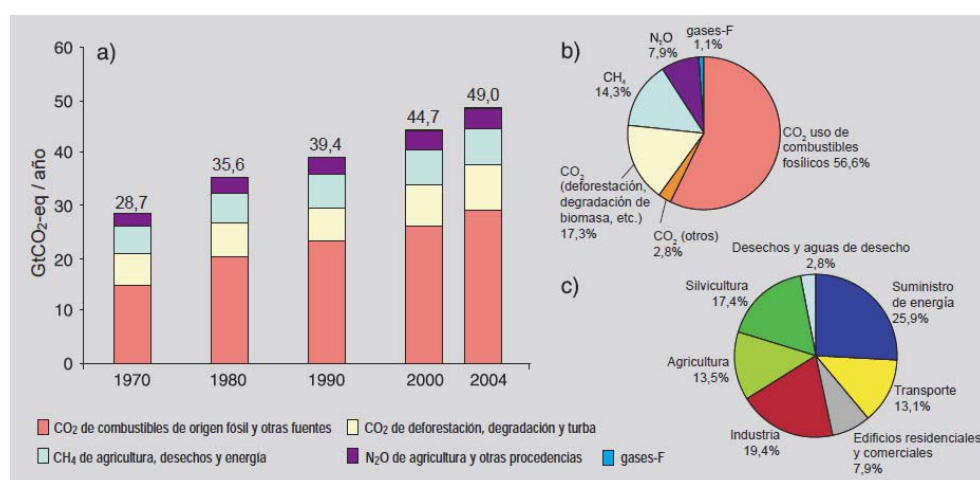 a)
GtCO₂-eq / año
60
50
40
30
20
10
0
28,7
35,6
39,4
44,7
49,0
1970
1980
1990
2000
2004
CO₂ de combustibles de origen fósil y otras fuentes
CO₂ de deforestación, degradación y turba
CH₄ de agricultura, desechos y energía
N₂O de agricultura y otras procedencias
gases-F
b)
gases-F
1,1%
N₂O
7,9%
CH₄
14,3%
CO₂
(deforestación,
degradación de
biomasa, etc.)
17,3%
CO₂ (otros)
2,8%
CO₂ uso de
combustibles
fosílicos 56,6%
c)
Desechos y aguas de desecho
2,8%
Suministro
de energía
25,9%
Transporte
13,1%
Edificios residenciales
y comerciales
7,9%
Industria
19,4%
Agricultura
13,5%
Silvicultura
17,4%